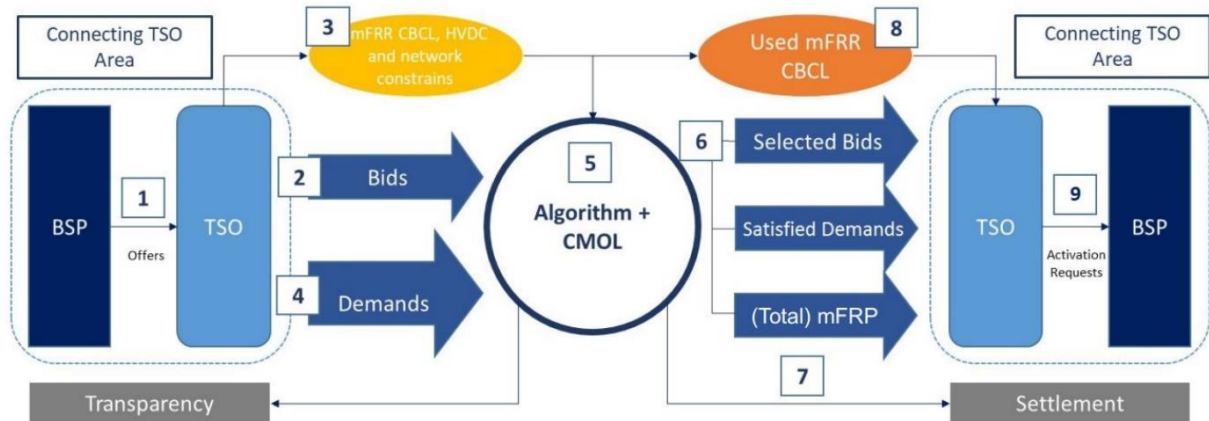 Connecting TSO
Area
3
mFRR CBCL, HVDC
and network
constrains
8
Used mFRR
CBCL
Connecting TSO
Area
BSP
1
Offers
TSO
2
Bids
4
Demands
5
Algorithm +
CMOL
6
Selected Bids
Satisfied Demands
(Total) mFRP
7
TSO
9
Activation
Requests
BSP
Transparency
Settlement